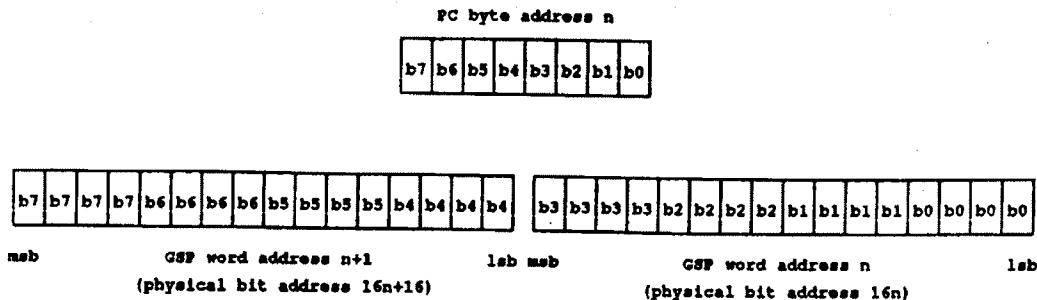 PC byte address n
b7 b6 b5 b4 b3 b2 b1 b0
b7 b7 b7 b7 b6 b6 b6 b6 b5 b5 b5 b5 b4 b4 b4 b4 b3 b3 b3 b3 b2 b2 b2 b2 b1 b1 b1 b1 b0 b0 b0 b0
msb GSP word address n+1 lsb msb GSP word address n lsb
(physical bit address 16n+16) (physical bit address 16n)